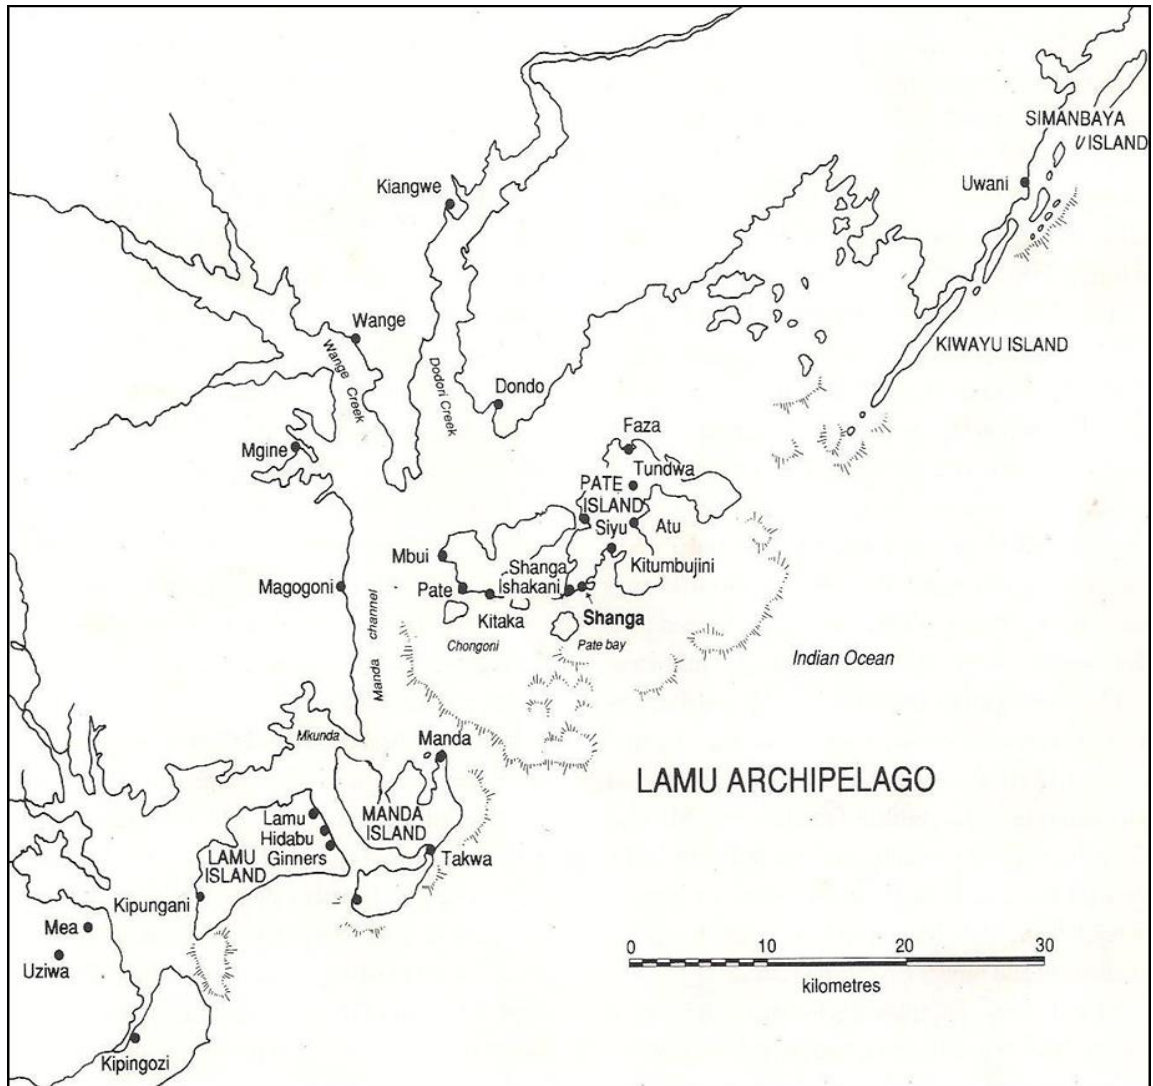 SIMANBAYA
ISLAND
Uwani
Kiangwe
Wange
KIWAYU ISLAND
Wange Creek
Dodori Creek
Dondo
Faza
Mgine
Tundwa
PATE
ISLAND
Siyu
Atu
Mbui
Shanga
Ishakani
Kitumbujini
Magogoni
Pate
Kitaka
Shanga
Manda channel
Chongoni
Pate bay
Indian Ocean
Mkunda
Manda
LAMU ARCHIPELAGO
MANDA
ISLAND
Lamu
Hidabu
Ginners
Takwa
LAMU
ISLAND
Kipungani
Mea
Uziwa
0 10 20 30
kilometres
Kipingozi